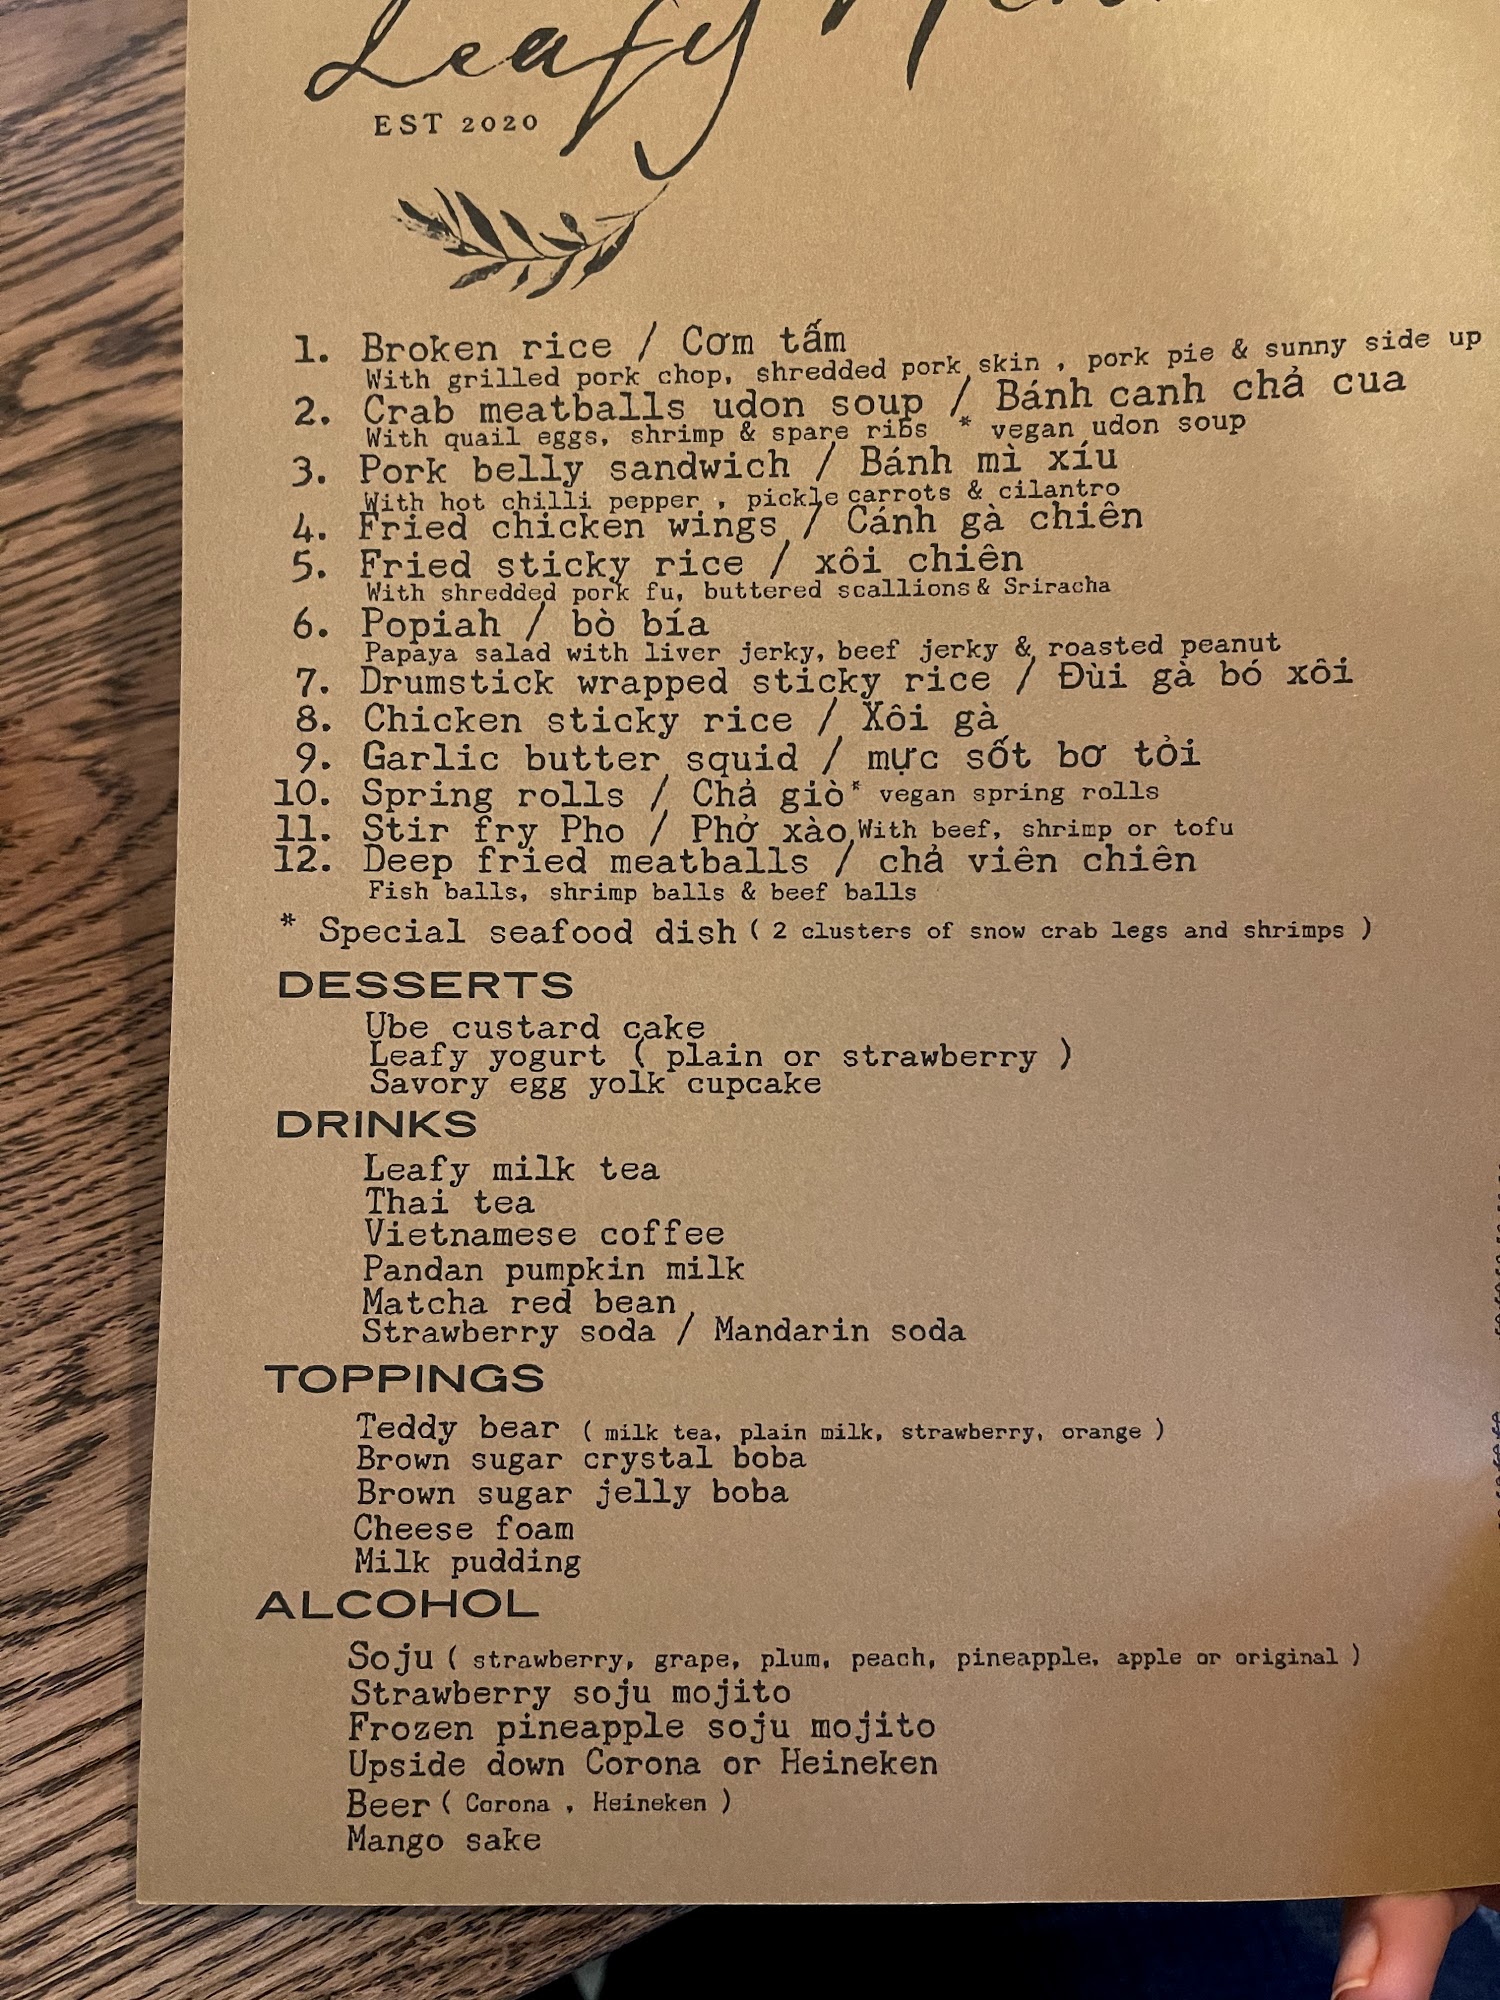 Leafy
EST 2020
1. Broken rice / Cơm tấm
With grilled pork chop, shredded pork skin , pork pie & sunny side up
2. Crab meatballs udon soup / Bánh canh chả cua
With quail eggs, shrimp & spare ribs * vegan udon soup
3. Pork belly sandwich / Bánh mì xíu
With hot chilli pepper , pickle carrots & cilantro
4. Fried chicken wings / Cánh gà chiên
5. Fried sticky rice / xôi chiên
With shredded pork fu, buttered scallions & Sriracha
6. Popiah / bò bía
Papaya salad with liver jerky, beef jerky & roasted peanut
7. Drumstick wrapped sticky rice / Đùi gà bó xôi
8. Chicken sticky rice / Xôi gà
9. Garlic butter squid / mực sốt bơ tỏi
10. Spring rolls / Chả giò * vegan spring rolls
11. Stir fry Pho / Phở xào With beef, shrimp or tofu
12. Deep fried meatballs / chả viên chiên
Fish balls, shrimp balls & beef balls
* Special seafood dish ( 2 clusters of snow crab legs and shrimps )
DESSERTS
Ube custard cake
Leafy yogurt ( plain or strawberry )
Savory egg yolk cupcake
DRINKS
Leafy milk tea
Thai tea
Vietnamese coffee
Pandan pumpkin milk
Matcha red bean
Strawberry soda / Mandarin soda
TOPPINGS
Teddy bear ( milk tea, plain milk, strawberry, orange )
Brown sugar crystal boba
Brown sugar jelly boba
Cheese foam
Milk pudding
ALCOHOL
Soju ( strawberry, grape, plum, peach, pineapple, apple or original )
Strawberry soju mojito
Frozen pineapple soju mojito
Upside down Corona or Heineken
Beer ( Corona , Heineken )
Mango sake